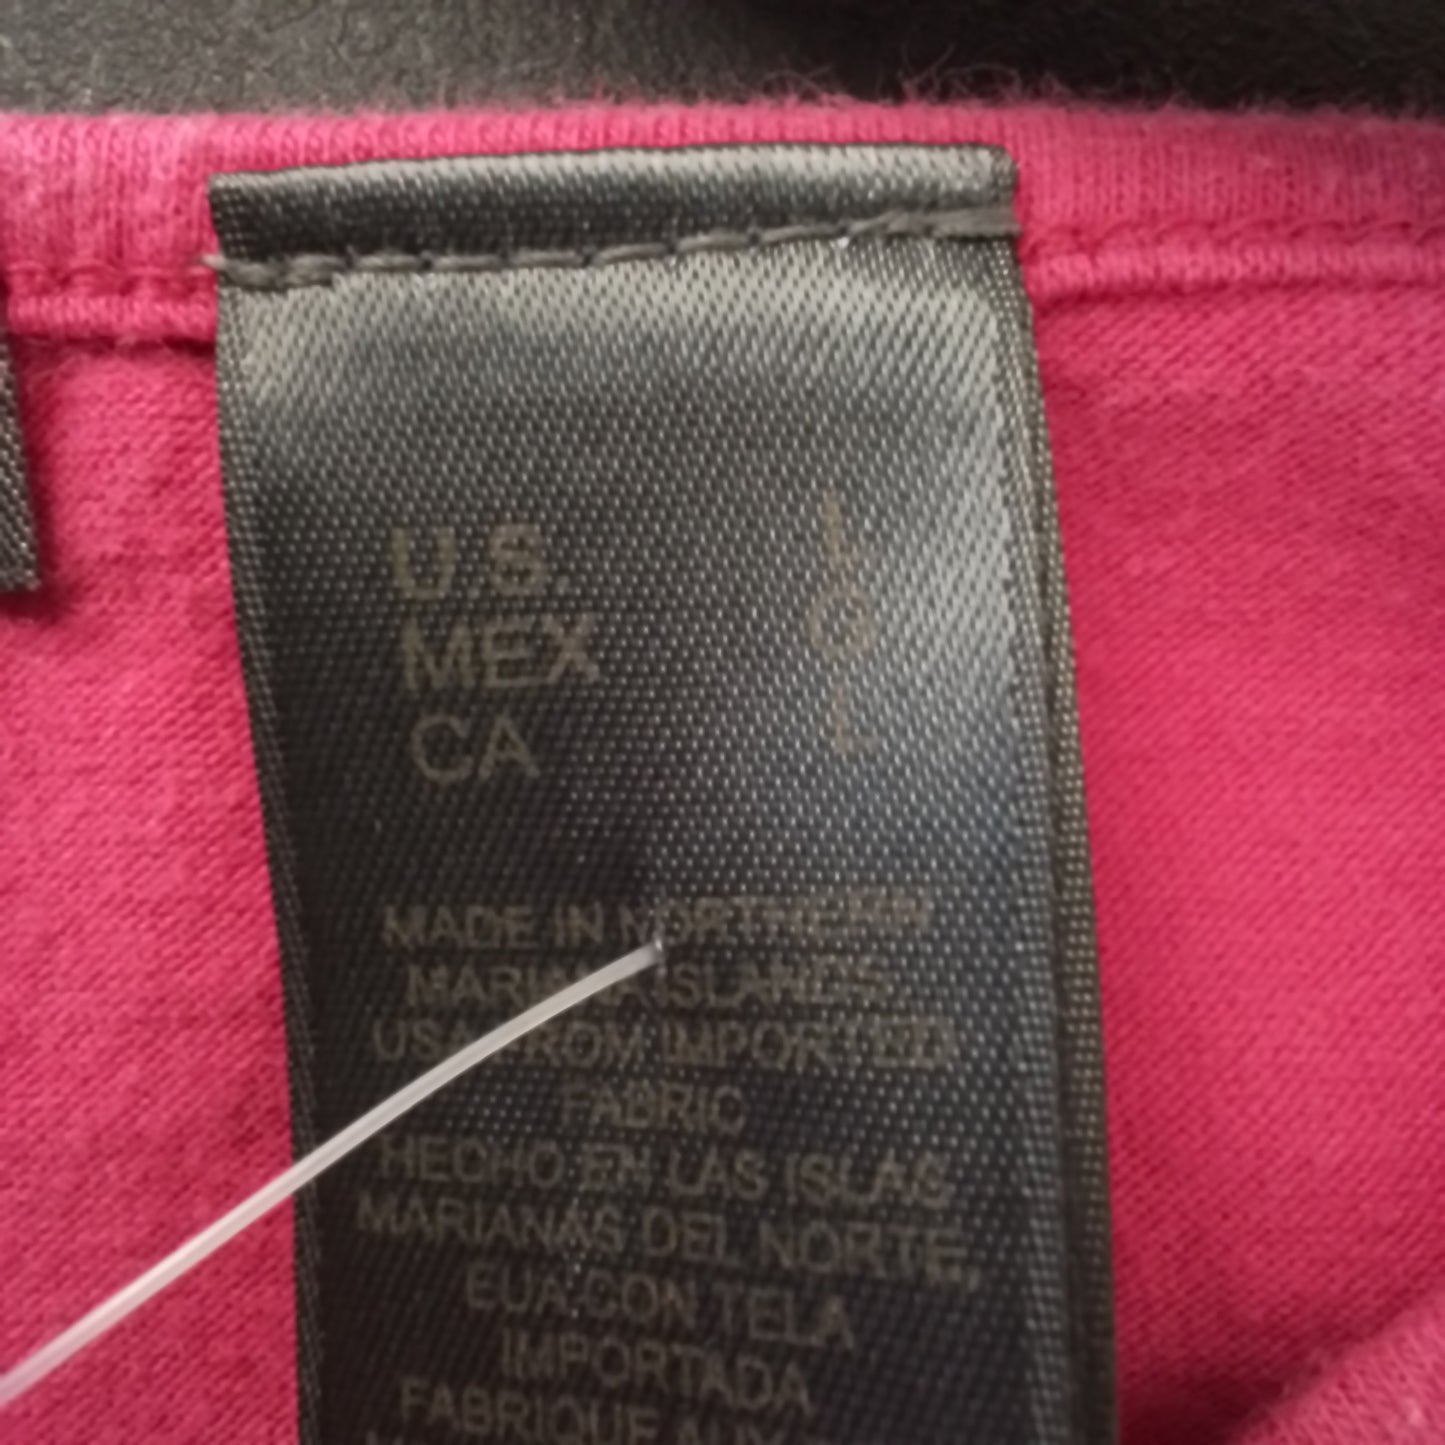 U.S. L
MEX G
CA L
MADE IN NORTHERN
MARINA ISLANDS,
USA FROM IMPORTED
FABRIC
HECHO EN LAS ISLAS
MARIANAS DEL NORTE,
EUA CON TELA
IMPORTADA
FABRIQUE AUX